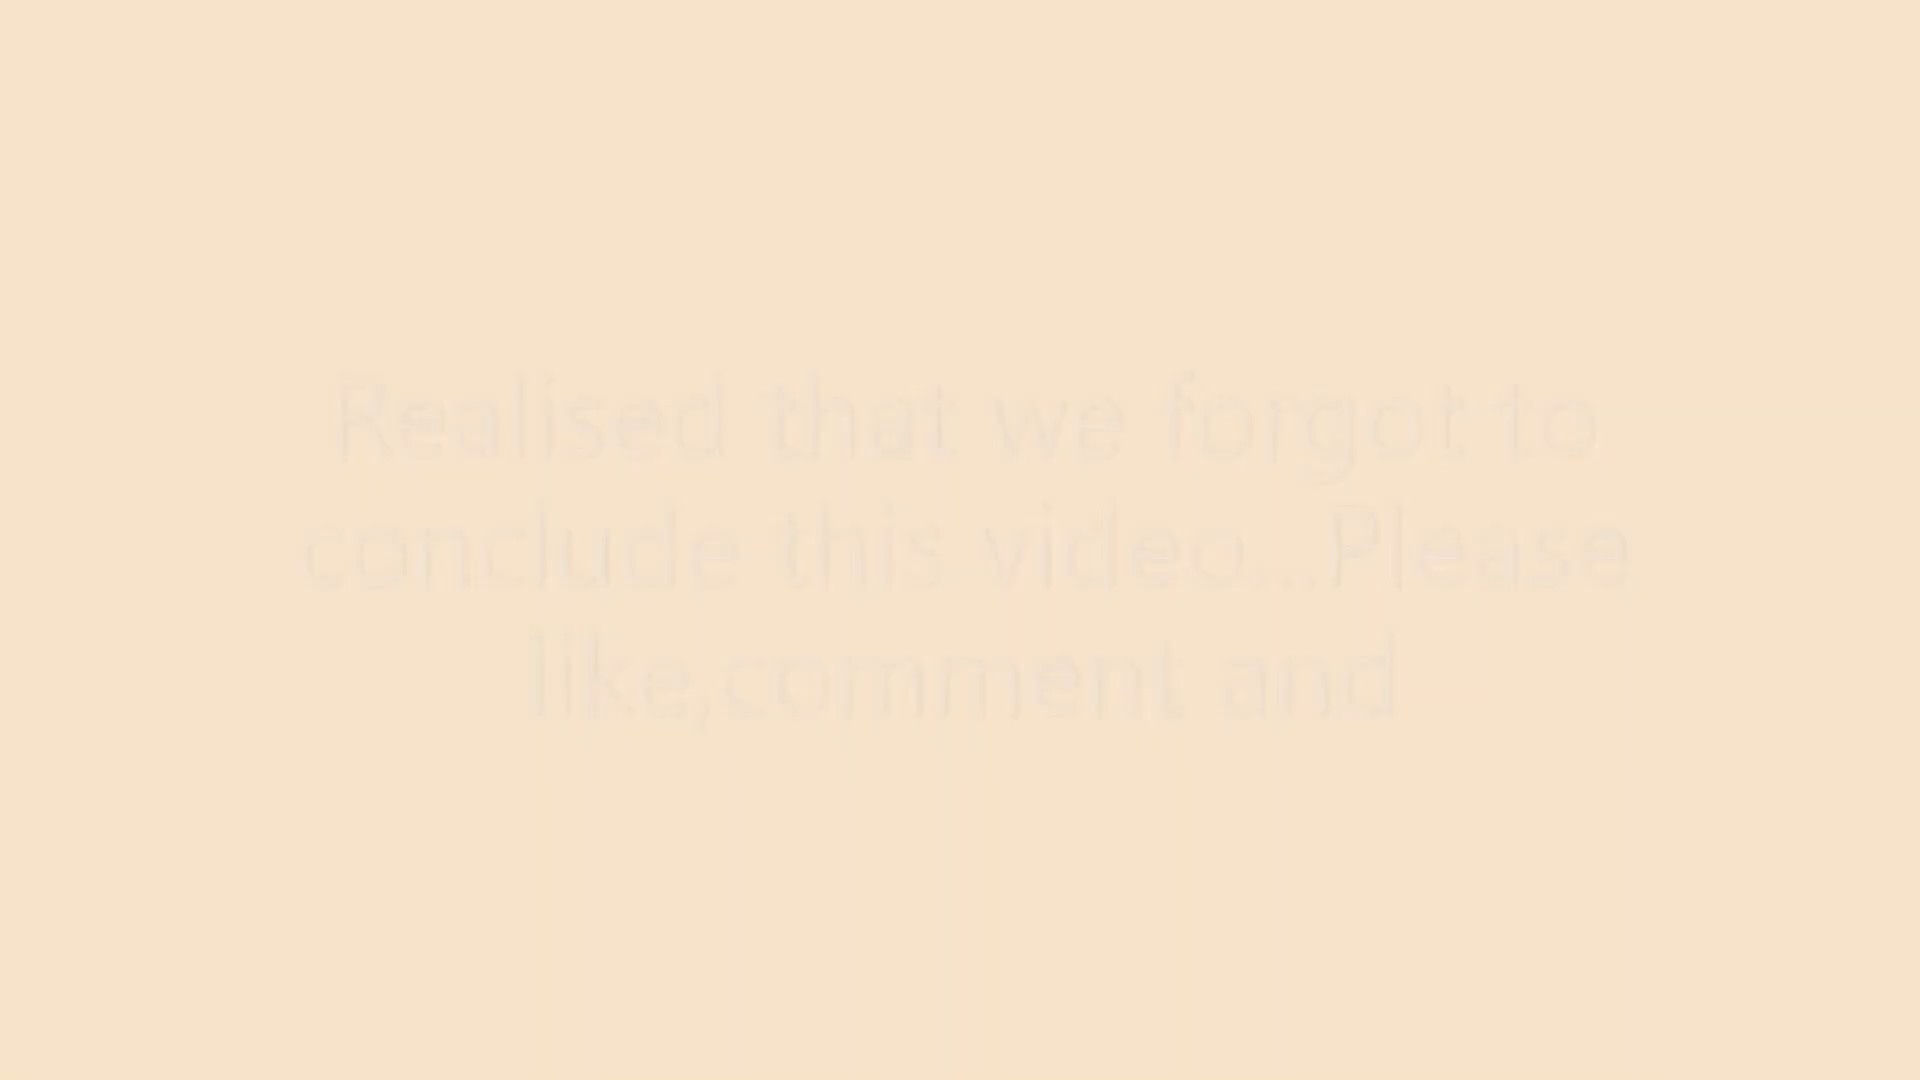 Realised that we forgot to
conclude this video...Please
like,comment and